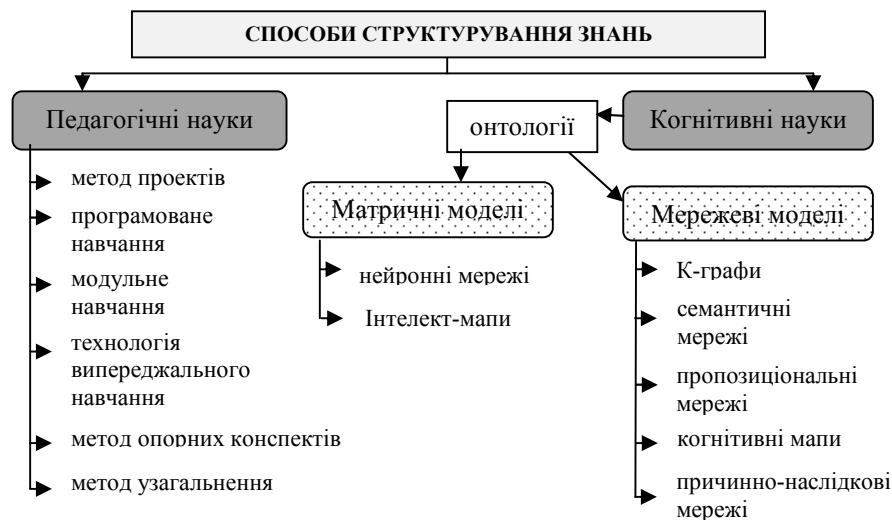 СПОСОБИ СТРУКТУРУВАННЯ ЗНАНЬ
Педагогічні науки
онтології
Когнітивні науки
метод проектів
програмоване
навчання
модульне
навчання
технологія
випереджального
навчання
метод опорних конспектів
метод узагальнення
Матричні моделі
нейронні мережі
Інтелект-мапи
Мережеві моделі
К-графи
семантичні
мережі
пропозиціональні
мережі
когнітивні мапи
причинно-наслідкові
мережі